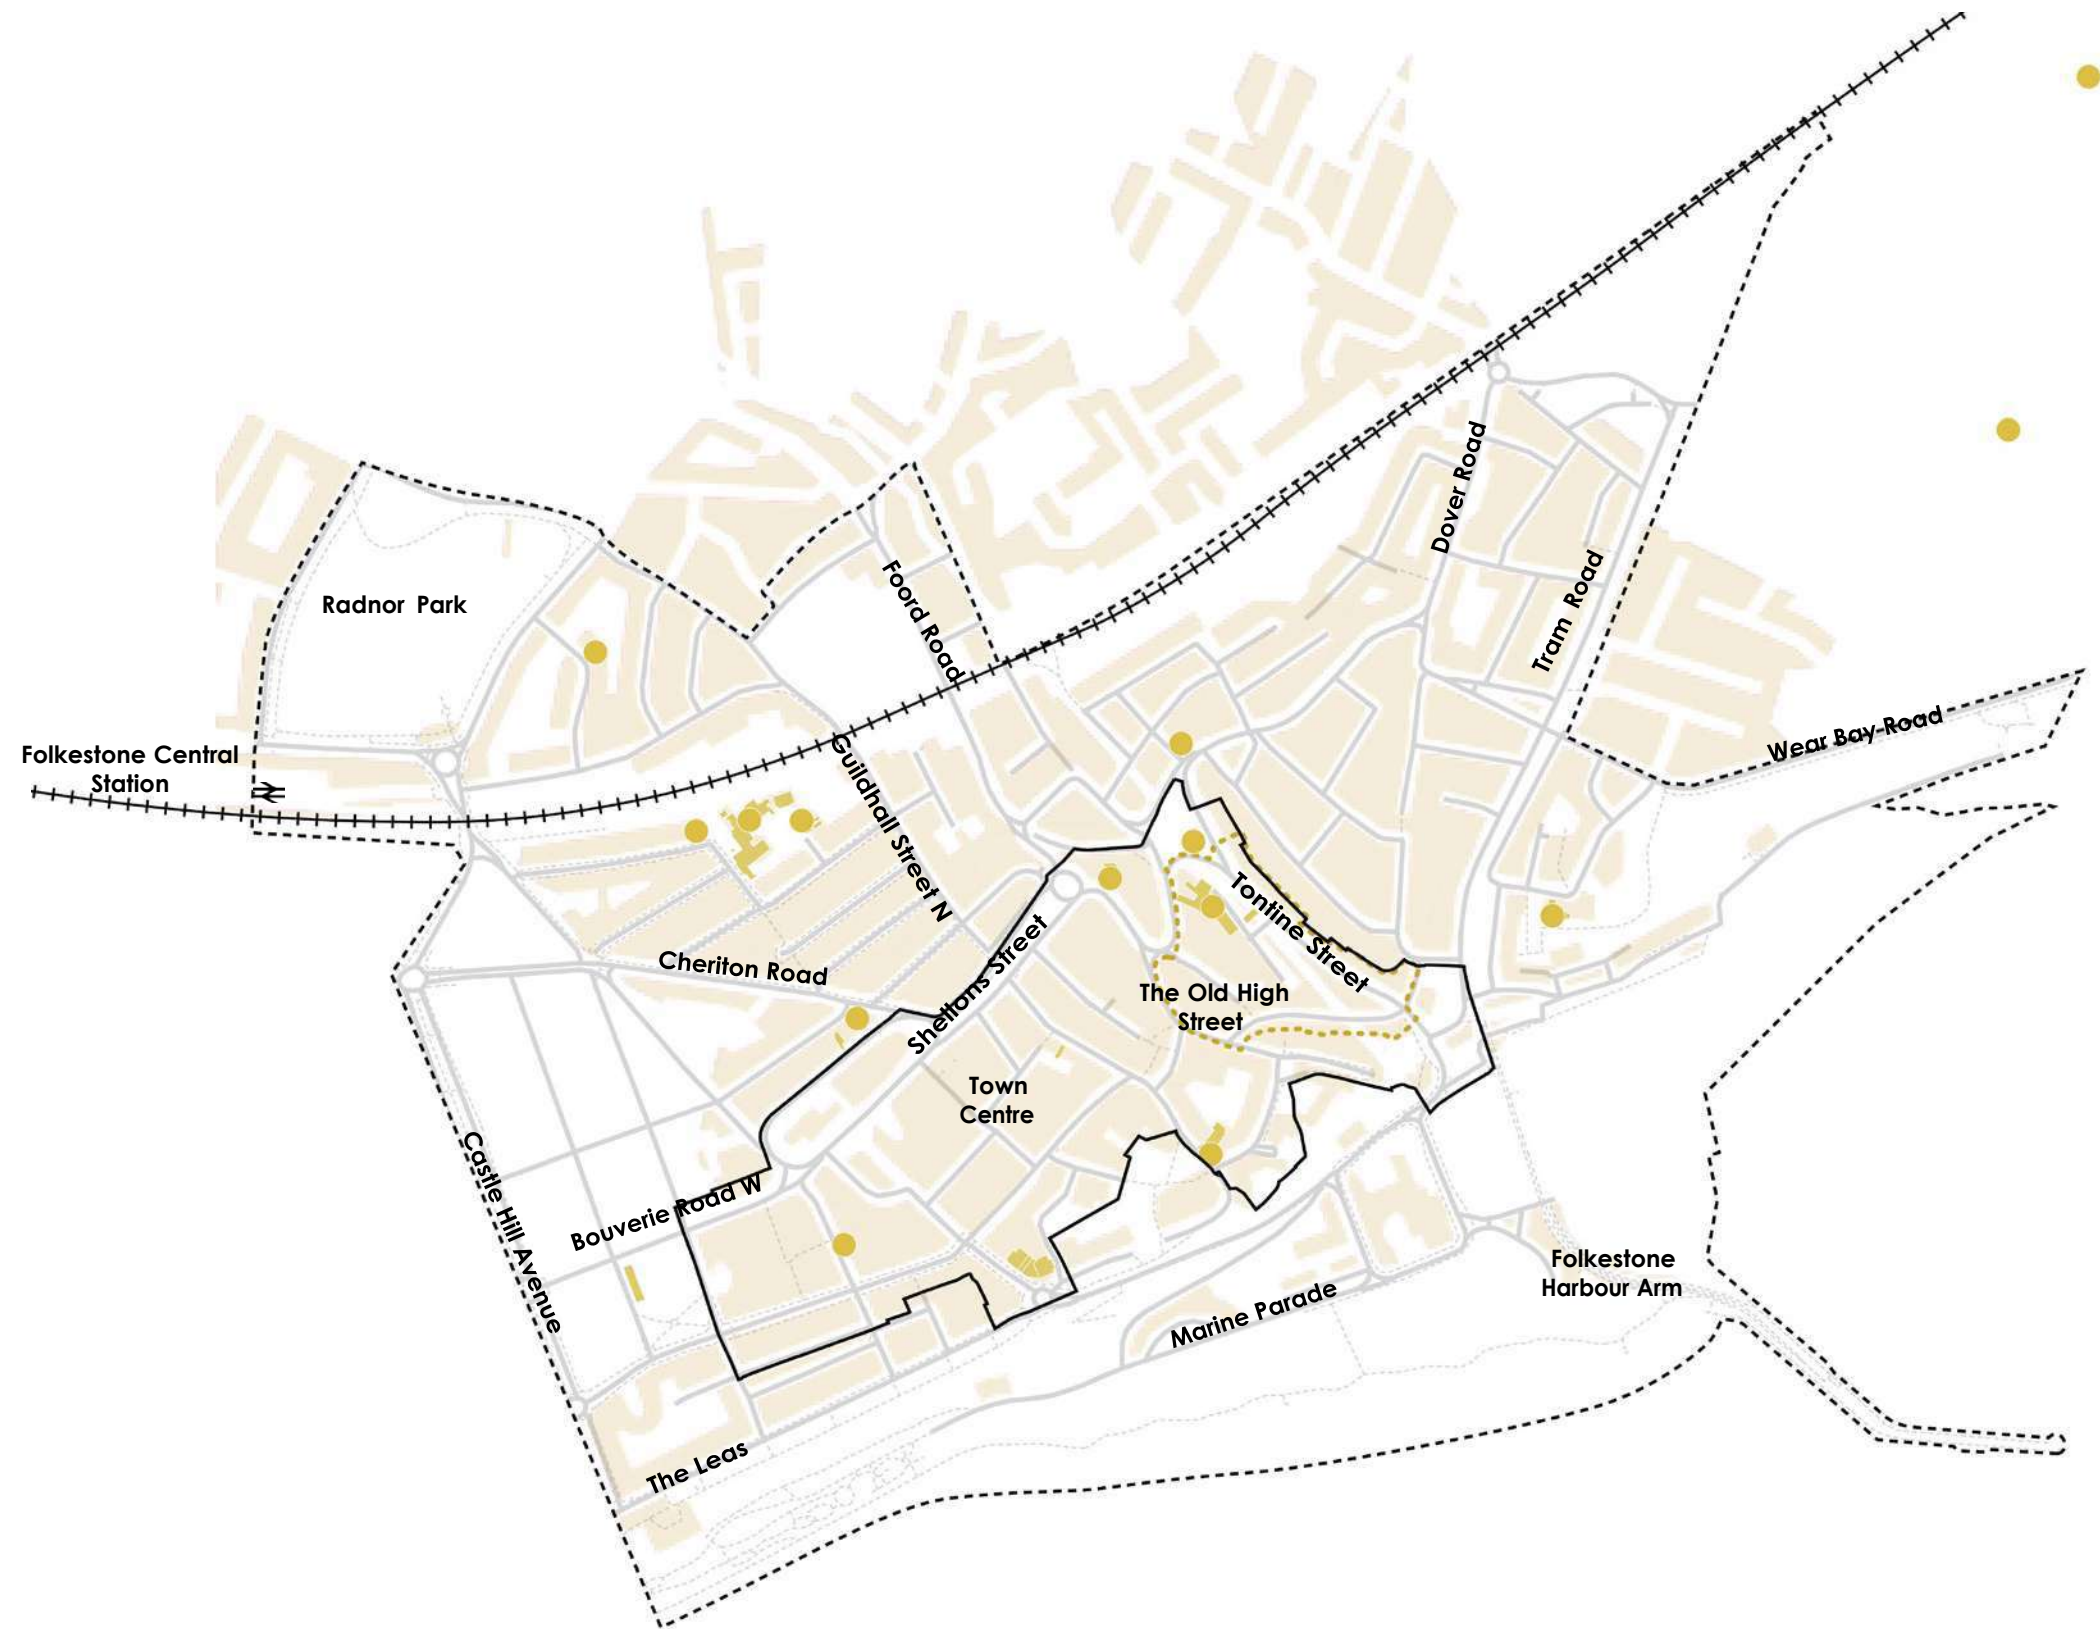 Dover Road
Foord Road
Tram Road
Radnor Park
Wear Bay Road
Folkestone Central
Station
Guildhall Street N
Tontine Street
Cheriton Road
Shellons Street
The Old High
Street
Town
Centre
Castle Hill Avenue
Bouverie Road W
Folkestone
Harbour Arm
Marine Parade
The Leas